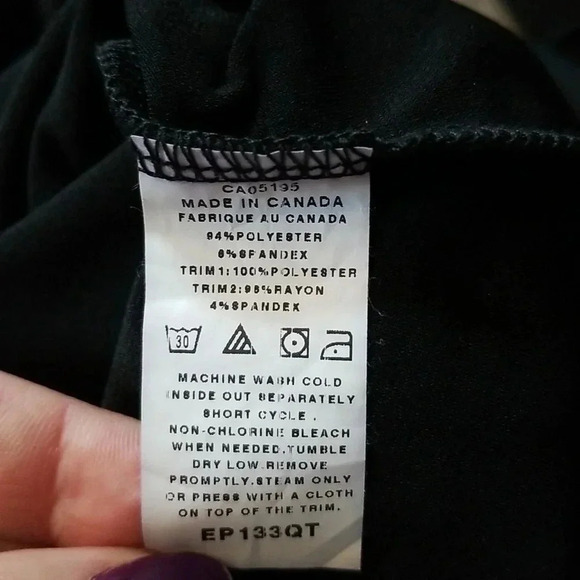 CA05195
MADE IN CANADA
FABRIQUE AU CANADA
94%POLYESTER
6%SPANDEX
TRIM1:100%POLYESTER
TRIM2:96%RAYON
4%SPANDEX
30
MACHINE WASH COLD
INSIDE OUT SEPARATELY
SHORT CYCLE .
NON-CHLORINE BLEACH
WHEN NEEDED.TUMBLE
DRY LOW.REMOVE
PROMPTLY.STEAM ONLY
OR PRESS WITH A CLOTH
ON TOP OF THE TRIM.
EP133QT